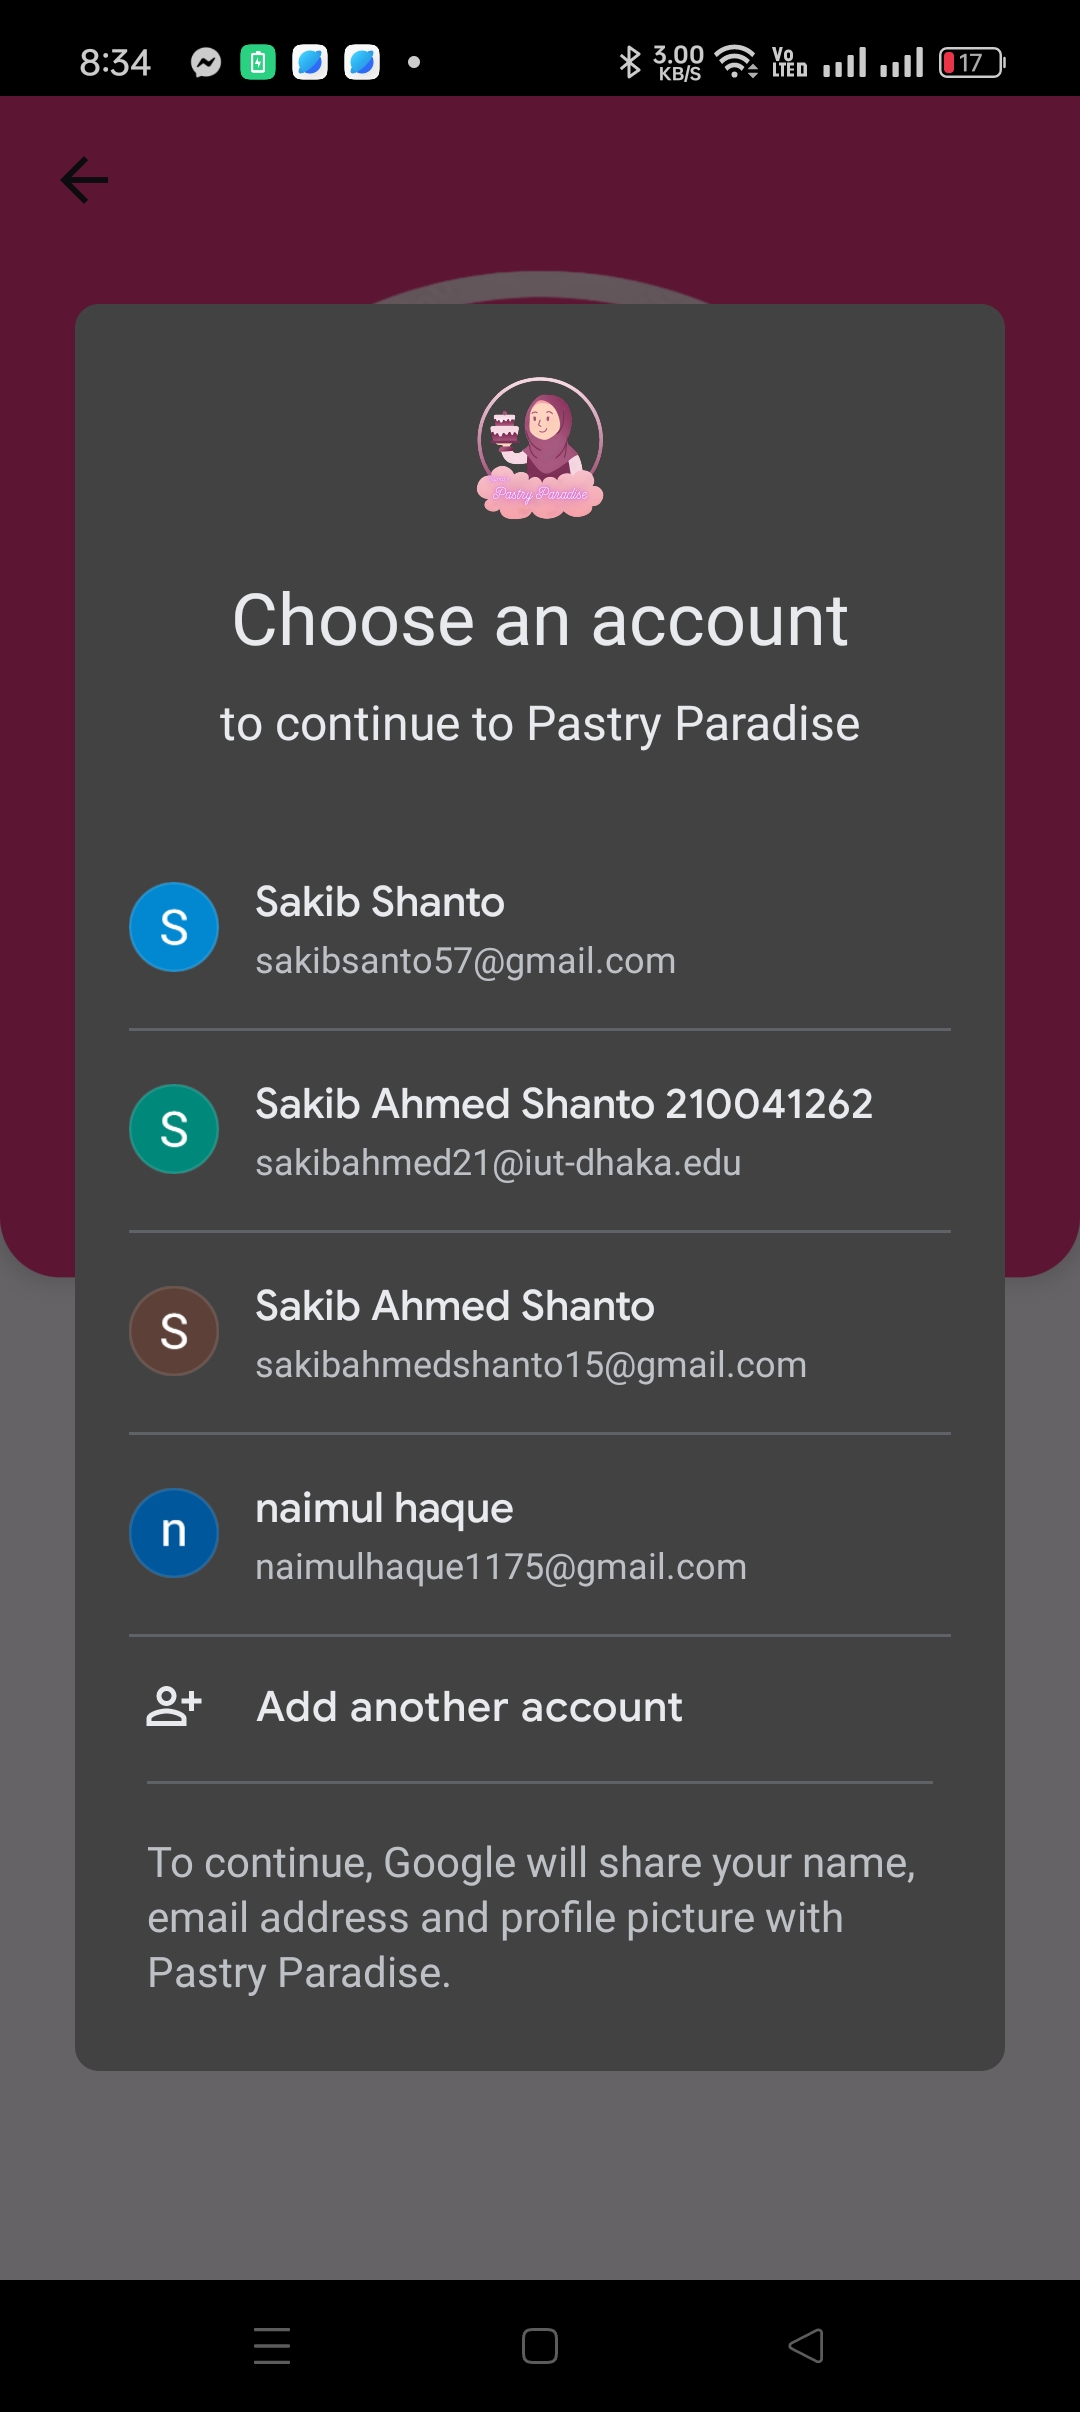 8:34
3.00
KB/S
Vo
LTE
17
Pastry Paradise
Choose an account
to continue to Pastry Paradise
S
Sakib Shanto
sakibsanto57@gmail.com
S
Sakib Ahmed Shanto 210041262
sakibahmed21@iut-dhaka.edu
S
Sakib Ahmed Shanto
sakibahmedshanto15@gmail.com
n
naimul haque
naimulhaque1175@gmail.com
Add another account
To continue, Google will share your name,
email address and profile picture with
Pastry Paradise.